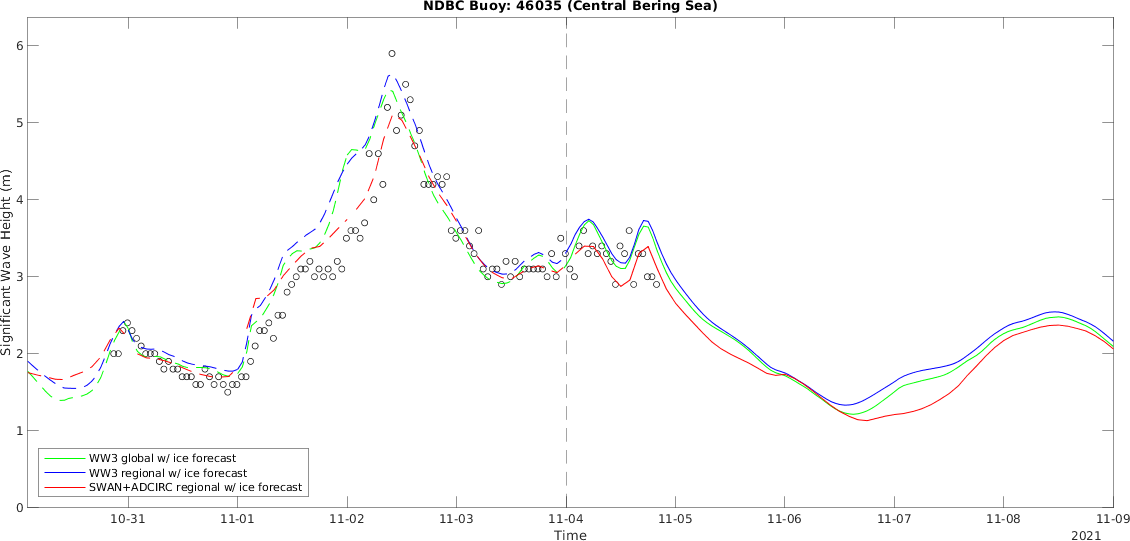 NDBC Buoy: 46035 (Central Bering Sea)
Significant Wave Height (m)
6
5
4
3
2
1
0
WW3 global w/ ice forecast
WW3 regional w/ ice forecast
SWAN+ADCIRC regional w/ ice forecast
10-31 11-01 11-02 11-03 11-04 11-05 11-06 11-07 11-08 11-09
Time
2021